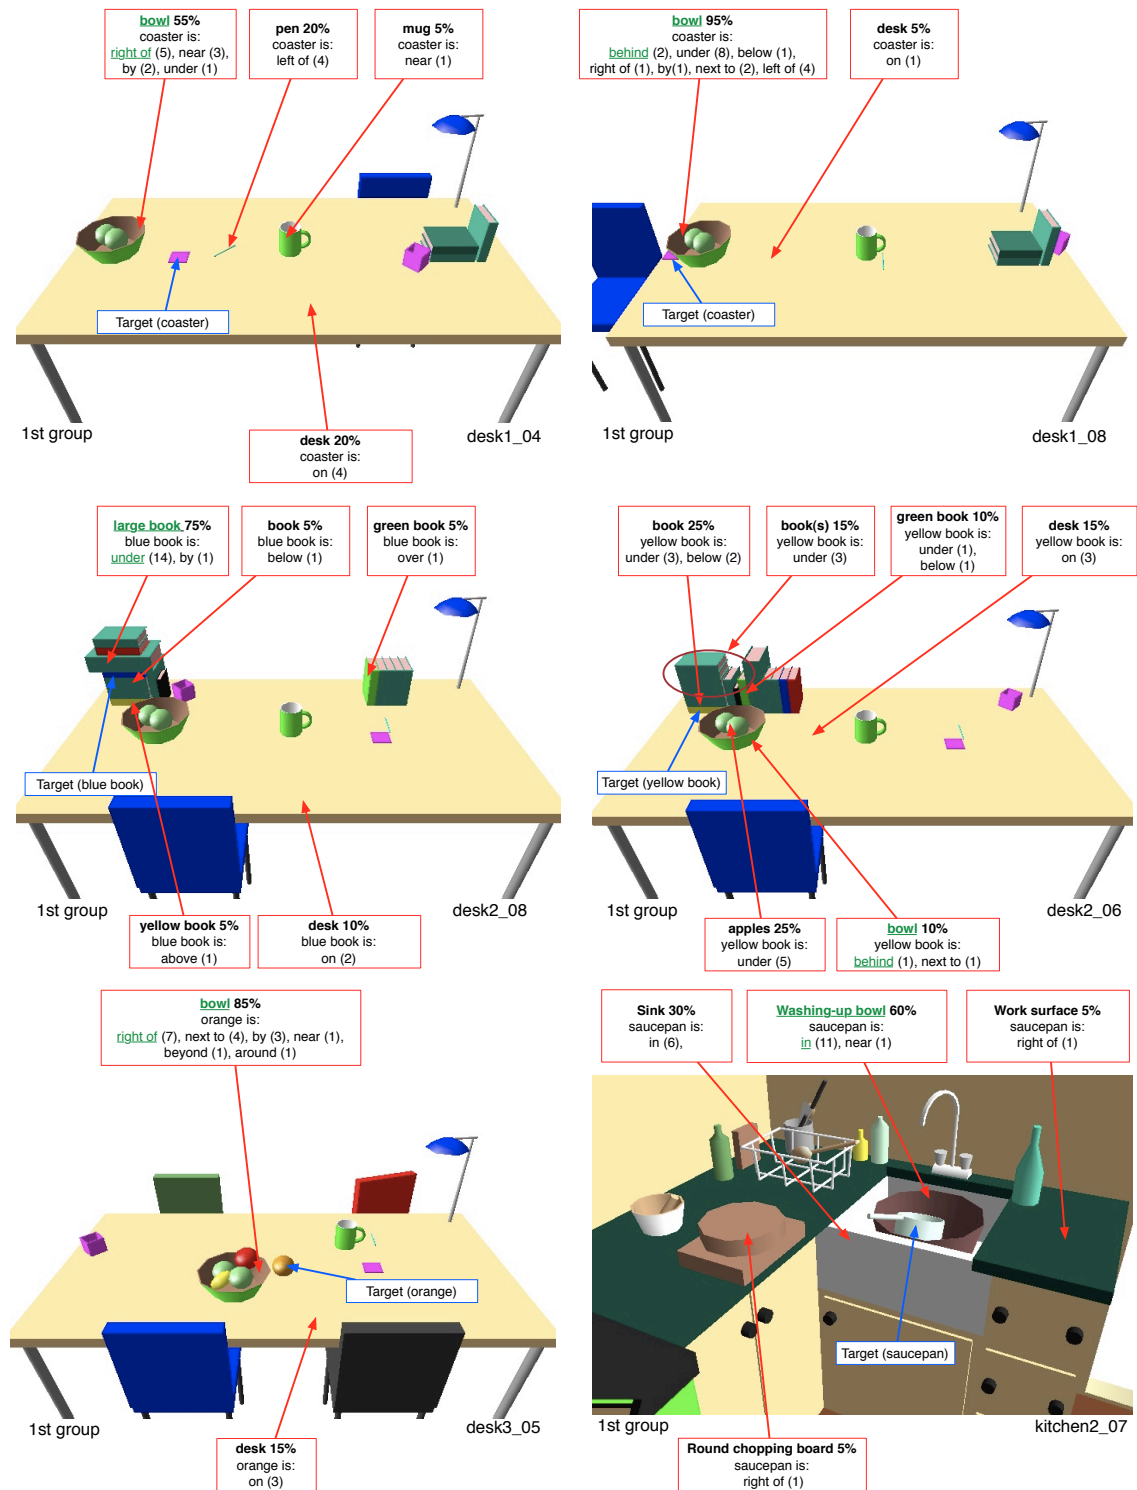 bowl 55%
coaster is:
right of (5), near (3),
by (2), under (1)
pen 20%
coaster is:
left of (4)
mug 5%
coaster is:
near (1)
Target (coaster)
1st group
desk 20%
coaster is:
on (4)
desk1_04
bowl 95%
coaster is:
behind (2), under (8), below (1),
right of (1), by(1), next to (2), left of (4)
desk 5%
coaster is:
on (1)
Target (coaster)
1st group
desk1_08
large book 75%
blue book is:
under (14), by (1)
book 5%
blue book is:
below (1)
green book 5%
blue book is:
over (1)
Target (blue book)
1st group
desk2_08
yellow book 5%
blue book is:
above (1)
desk 10%
blue book is:
on (2)
book 25%
yellow book is:
under (3), below (2)
book(s) 15%
yellow book is:
under (3)
green book 10%
yellow book is:
under (1),
below (1)
desk 15%
yellow book is:
on (3)
Target (yellow book)
1st group
desk2_06
apples 25%
yellow book is:
under (5)
bowl 10%
yellow book is:
behind (1), next to (1)
bowl 85%
orange is:
right of (7), next to (4), by (3), near (1),
beyond (1), around (1)
Target (orange)
1st group
desk3_05
desk 15%
orange is:
on (3)
Sink 30%
saucepan is:
in (6),
Washing-up bowl 60%
saucepan is:
in (11), near (1)
Work surface 5%
saucepan is:
right of (1)
Target (saucepan)
1st group
kitchen2_07
Round chopping board 5%
saucepan is:
right of (1)